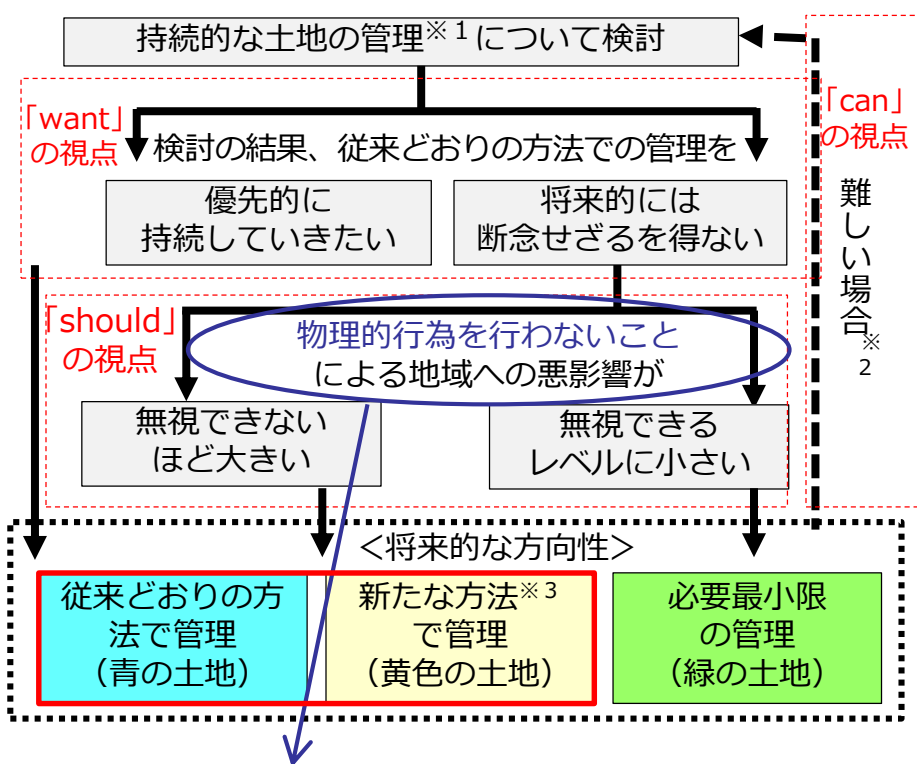 持続的な土地の管理※1について検討
「want」
の視点
「can」
の視点
検討の結果、従来どおりの方法での管理を
優先的に
持続していきたい
将来的には
断念せざるを得ない
難しい場合※2
「should」
の視点
物理的行為を行わないこと
による地域への悪影響が
無視できない
ほど大きい
無視できる
レベルに小さい
＜将来的な方向性＞
従来どおりの方
法で管理
（青の土地）
新たな方法※3
で管理
（黄色の土地）
必要最小限
の管理
（緑の土地）